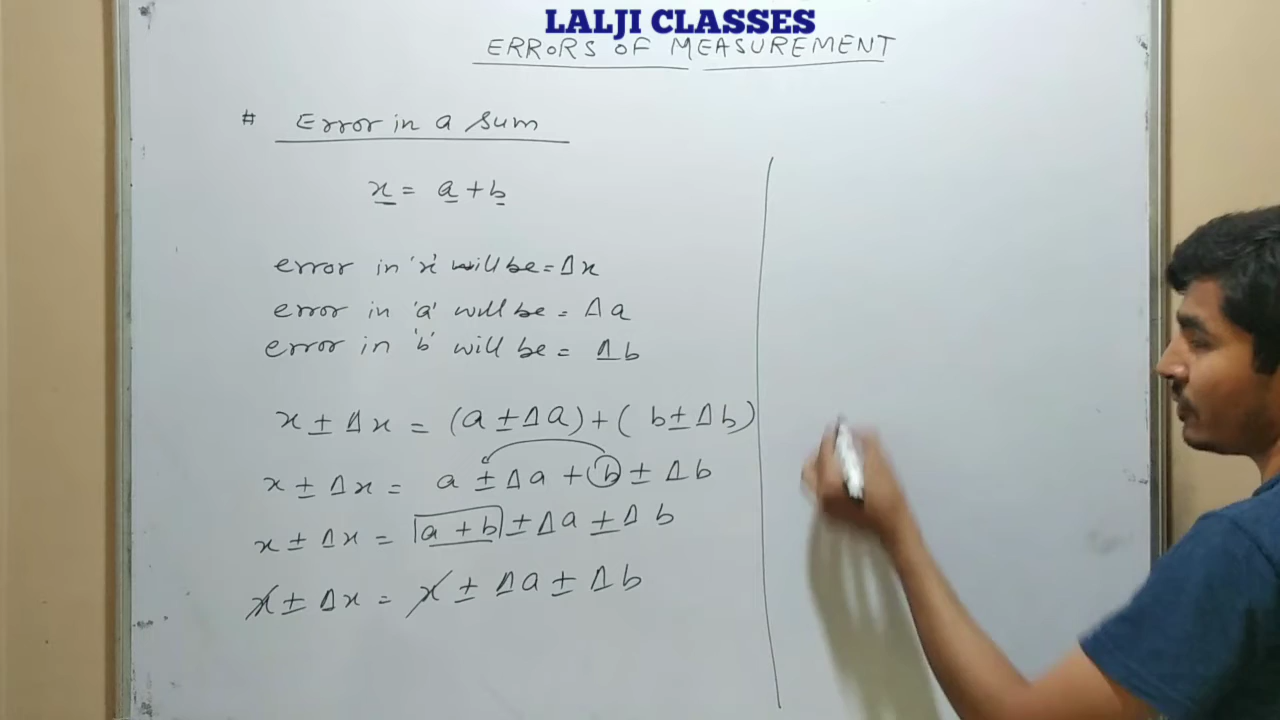 LALJI CLASSES
ERRORS OF MEASUREMENT
# Error in a sum
x = a + b
error in 'x' will be = Δx
error in 'a' will be = Δa
error in 'b' will be = Δb
x ± Δx = (a ± Δa) + (b ± Δb)
x ± Δx = a ± Δa + b ± Δb
x ± Δx = a + b ± Δa ± Δb
x ± Δx = x ± Δa ± Δb